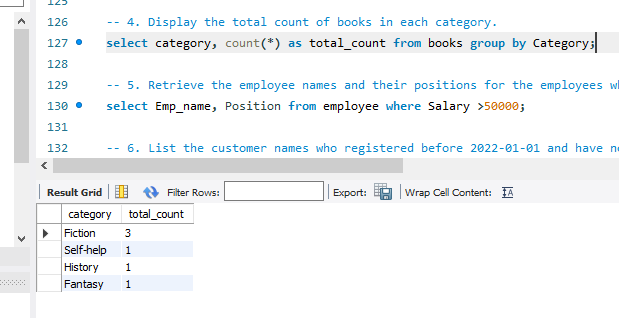 125
126 -- 4. Display the total count of books in each category.
127 select category, count(*) as total_count from books group by Category;
128
129 -- 5. Retrieve the employee names and their positions for the employees
130 select Emp_name, Position from employee where Salary >50000;
131
132 -- 6. List the customer names who registered before 2022-01-01 and have
Result Grid Filter Rows: Export: Wrap Cell Content: IA
category total_count
Fiction 3
Self-help 1
History 1
Fantasy 1